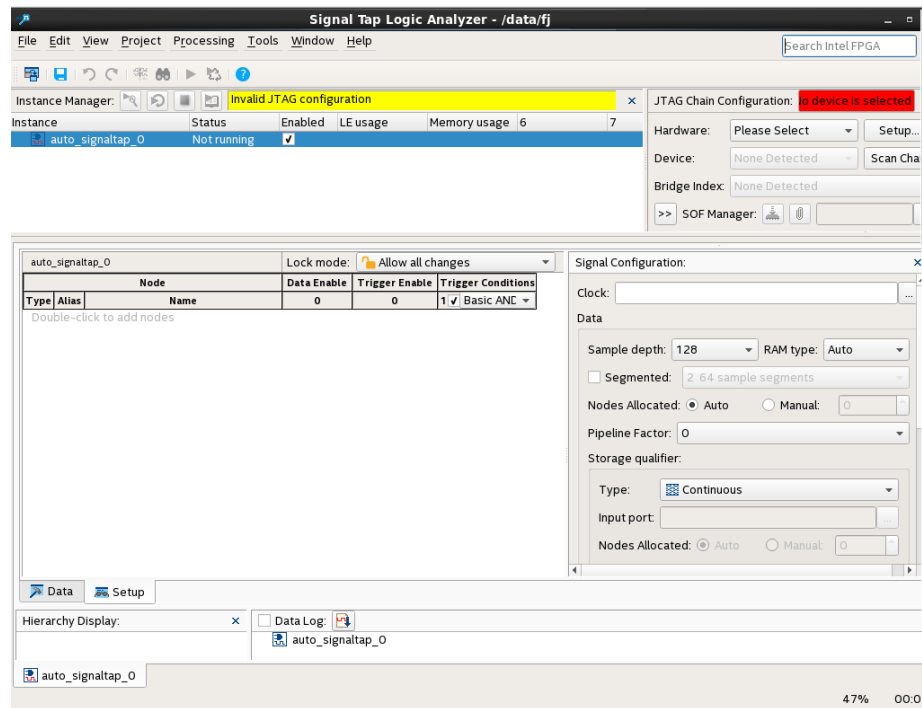 Signal Tap Logic Analyzer - /data/fj
File Edit View Project Processing Tools Window Help
Search Intel FPGA
Instance Manager: Invalid JTAG configuration
Instance Status Enabled LE usage Memory usage 6 7
auto_signaltap_0 Not running
JTAG Chain Configuration: No device is selected
Hardware: Please Select Setup...
Device: None Detected Scan Cha
Bridge Index: None Detected
>> SOF Manager:
auto_signaltap_0 Lock mode: Allow all changes
Node Data Enable Trigger Enable Trigger Conditions
Type Alias Name 0 0 1 Basic AND
Double-click to add nodes
Signal Configuration:
Clock: ...
Data
Sample depth: 128 RAM type: Auto
Segmented: 2 64 sample segments
Nodes Allocated: Auto Manual: 0
Pipeline Factor: 0
Storage qualifier:
Type: Continuous
Input port: ...
Nodes Allocated: Auto Manual: 0
Data Setup
Hierarchy Display:
Data Log:
auto_signaltap_0
auto_signaltap_0
47% 00:0